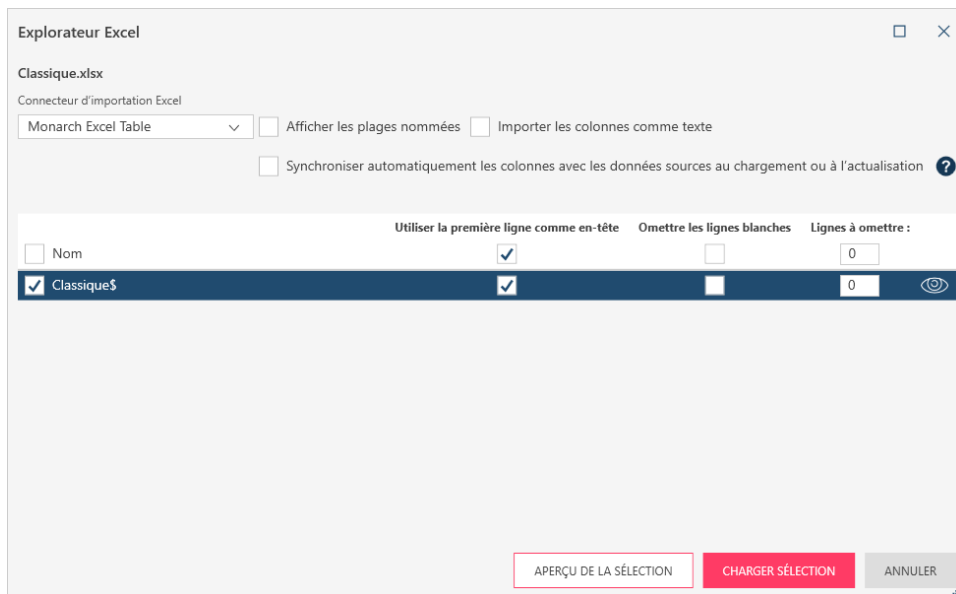 Explorateur Excel
Classique.xlsx
Connecteur d'importation Excel
Monarch Excel Table
Afficher les plages nommées
Importer les colonnes comme texte
Synchroniser automatiquement les colonnes avec les données sources au chargement ou à l'actualisation ?
Utiliser la première ligne comme en-tête Omettre les lignes blanches Lignes à omettre :
Nom 0
Classique$ 0
APERÇU DE LA SÉLECTION CHARGER SÉLECTION ANNULER